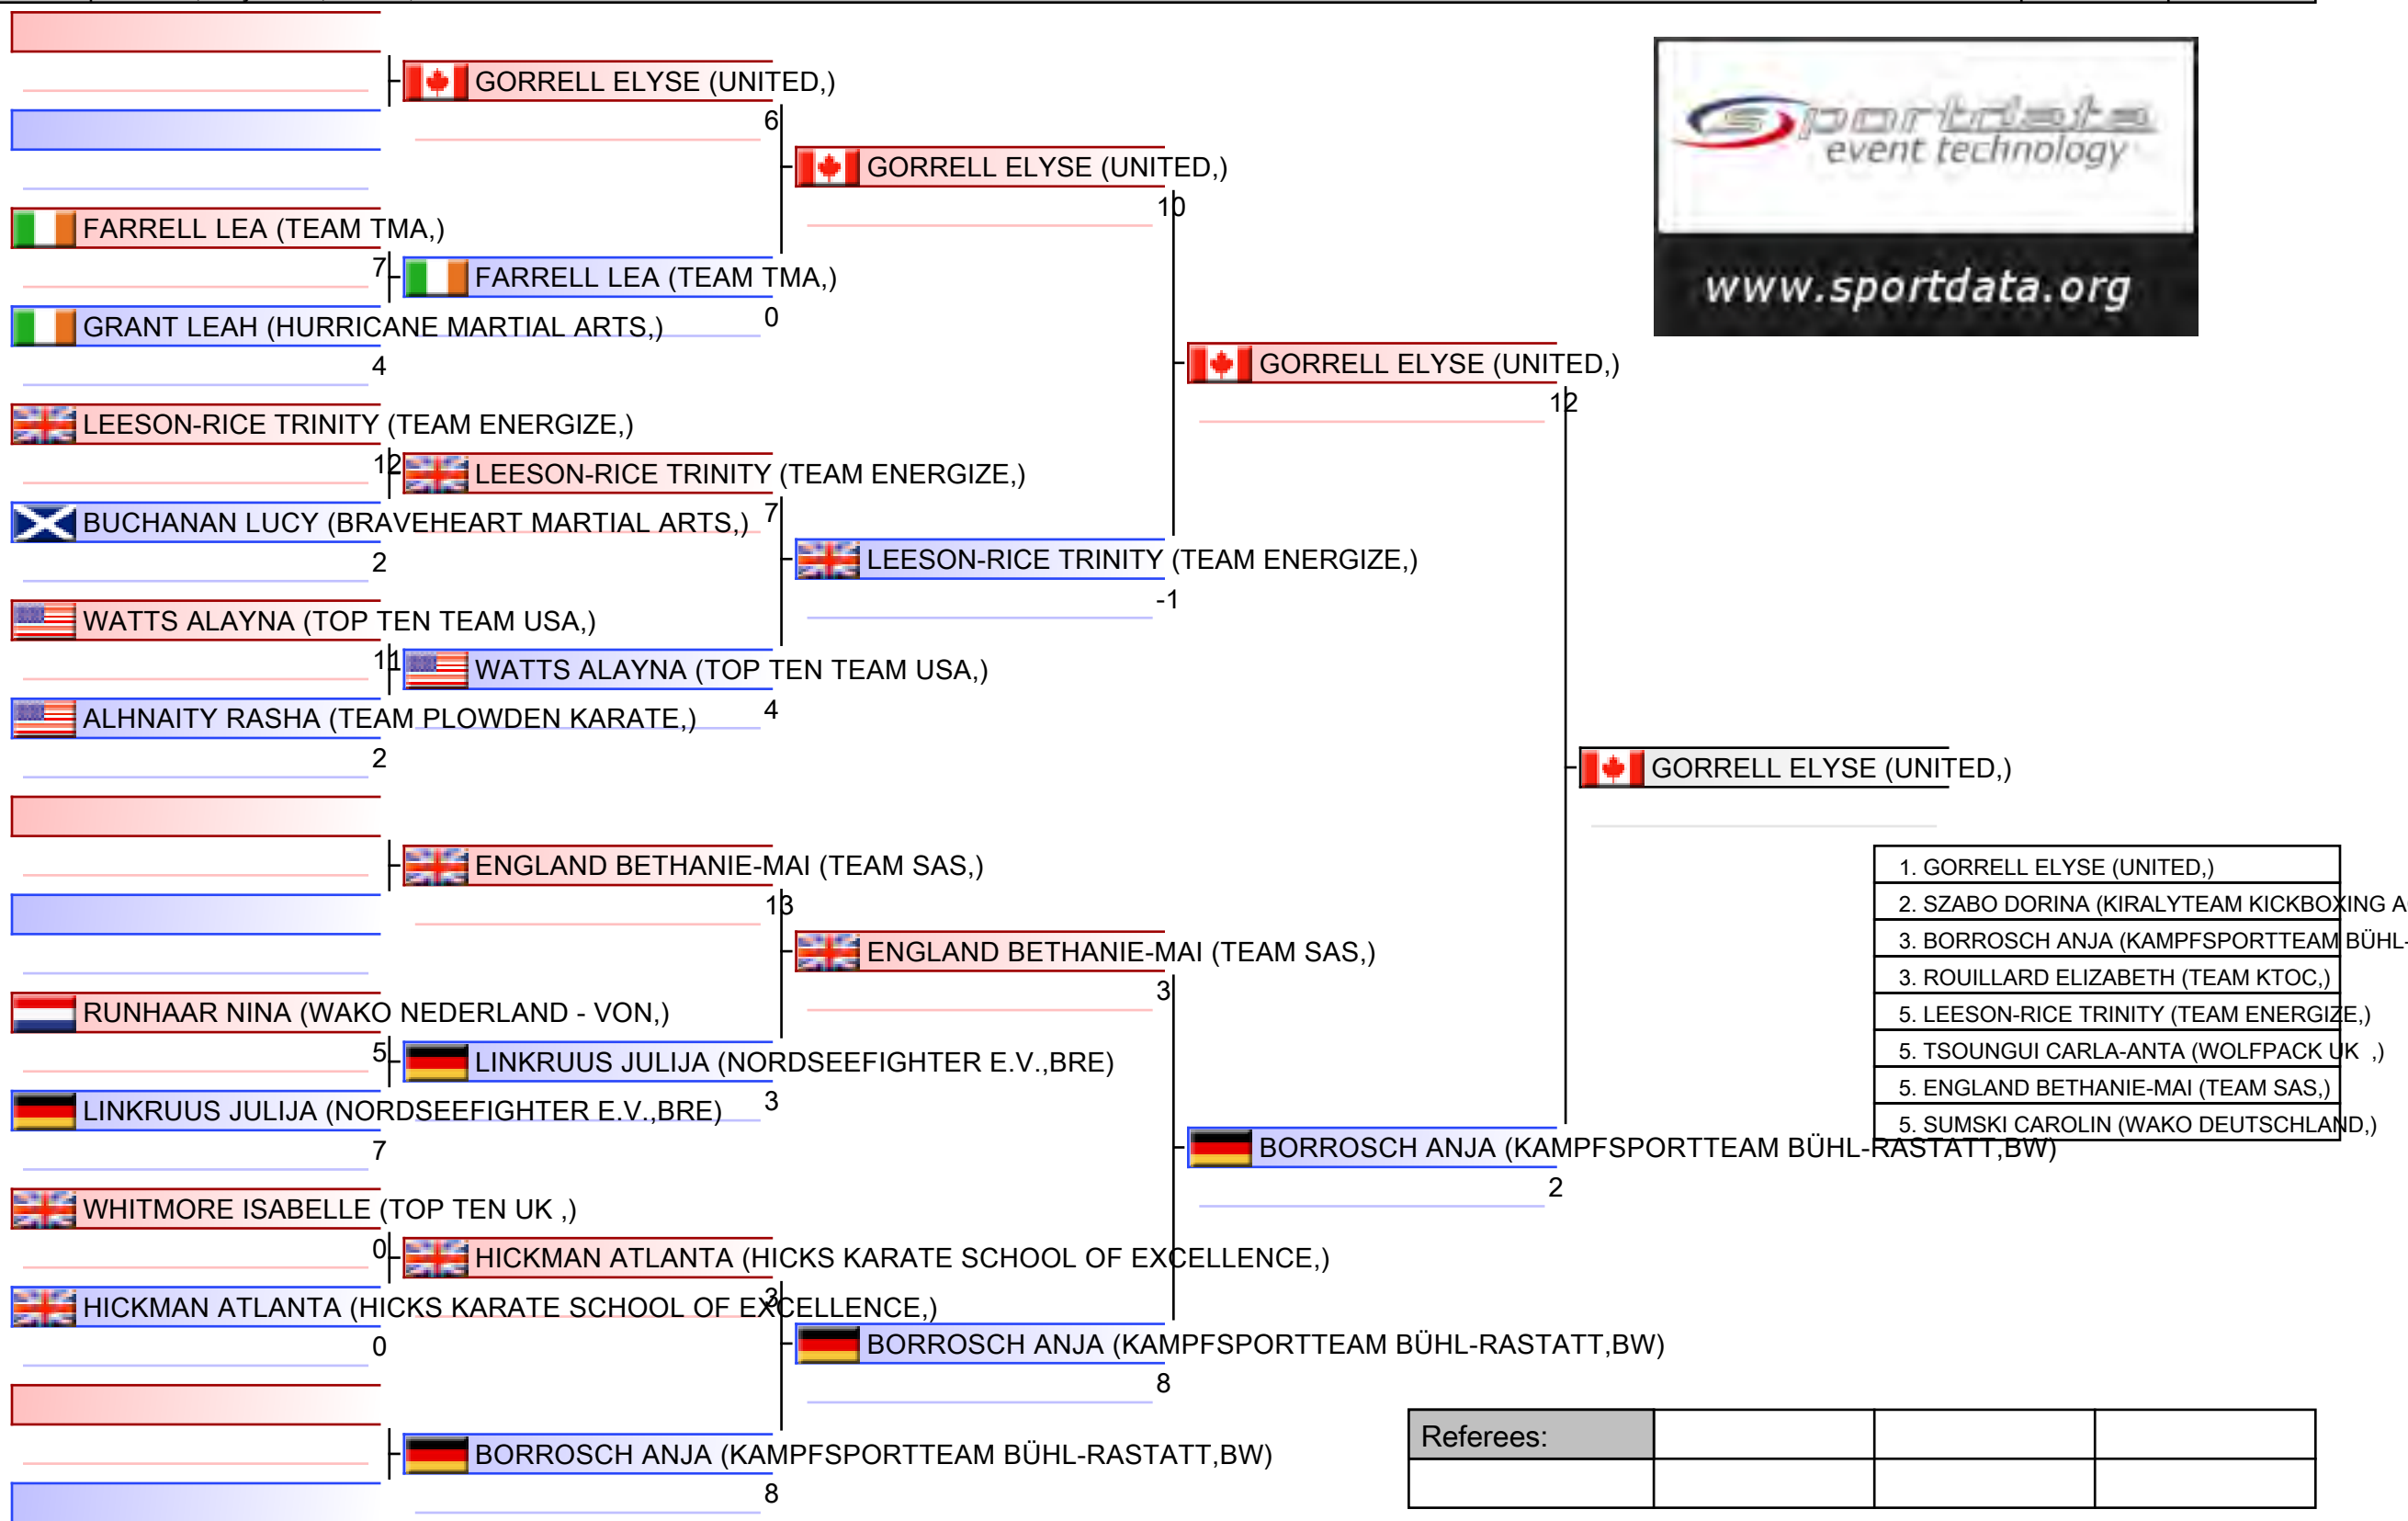 GORRELL ELYSE (UNITED,)
6
GORRELL ELYSE (UNITED,)
10
FARRELL LEA (TEAM TMA,)
7
FARRELL LEA (TEAM TMA,)
0
GRANT LEAH (HURRICANE MARTIAL ARTS,)
4
GORRELL ELYSE (UNITED,)
12
LEESON-RICE TRINITY (TEAM ENERGIZE,)
12
LEESON-RICE TRINITY (TEAM ENERGIZE,)
7
BUCHANAN LUCY (BRAVEHEART MARTIAL ARTS,)
2
LEESON-RICE TRINITY (TEAM ENERGIZE,)
-1
WATTS ALAYNA (TOP TEN TEAM USA,)
11
WATTS ALAYNA (TOP TEN TEAM USA,)
4
ALHNAITY RASHA (TEAM PLOWDEN KARATE,)
2
GORRELL ELYSE (UNITED,)
ENGLAND BETHANIE-MAI (TEAM SAS,)
13
ENGLAND BETHANIE-MAI (TEAM SAS,)
3
RUNHAAR NINA (WAKO NEDERLAND - VON,)
5
LINKRUUS JULIJA (NORDSEEFIGHTER E.V.,BRE)
3
LINKRUUS JULIJA (NORDSEEFIGHTER E.V.,BRE)
7
BORROSCH ANJA (KAMPFSPORTTEAM BÜHL-RASTATT,BW)
2
WHITMORE ISABELLE (TOP TEN UK ,)
0
HICKMAN ATLANTA (HICKS KARATE SCHOOL OF EXCELLENCE,)
3
HICKMAN ATLANTA (HICKS KARATE SCHOOL OF EXCELLENCE,)
0
BORROSCH ANJA (KAMPFSPORTTEAM BÜHL-RASTATT,BW)
8
BORROSCH ANJA (KAMPFSPORTTEAM BÜHL-RASTATT,BW)
8
sportdata
event technology
www.sportdata.org
1. GORRELL ELYSE (UNITED,)
2. SZABO DORINA (KIRALYTEAM KICKBOXING A
3. BORROSCH ANJA (KAMPFSPORTTEAM BÜHL-
3. ROUILLARD ELIZABETH (TEAM KTOC,)
5. LEESON-RICE TRINITY (TEAM ENERGIZE,)
5. TSOUNGUI CARLA-ANTA (WOLFPACK UK ,)
5. ENGLAND BETHANIE-MAI (TEAM SAS,)
5. SUMSKI CAROLIN (WAKO DEUTSCHLAND,)
Referees: